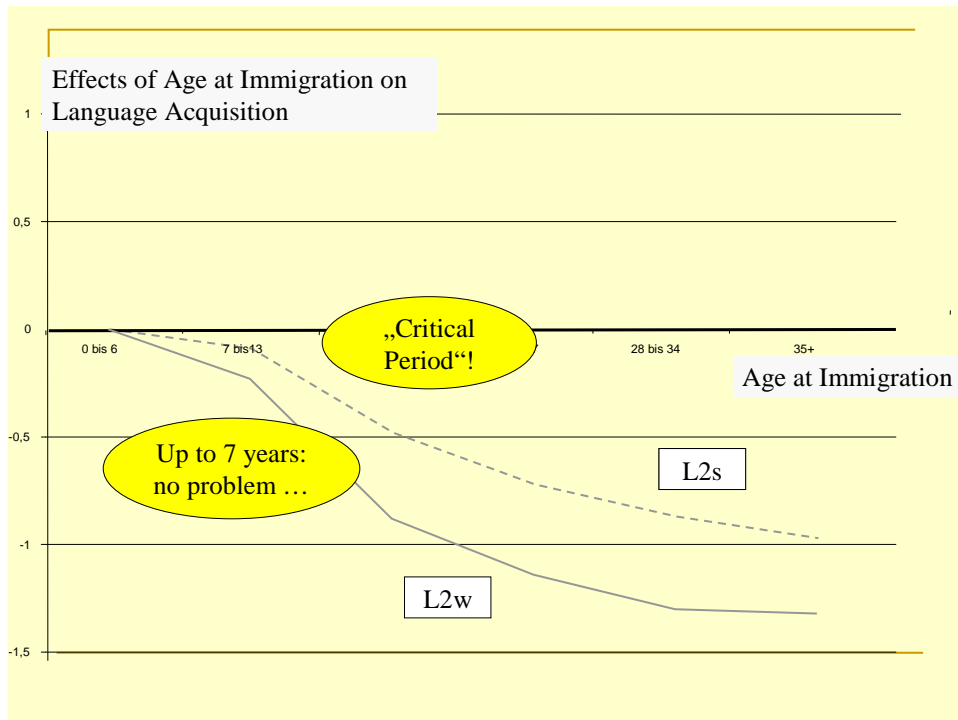 Effects of Age at Immigration on
Language Acquisition
1
0,5
0
-0,5
-1
-1,5
0 bis 6
7 bis13
28 bis 34
35+
„Critical
Period“!
Age at Immigration
Up to 7 years:
no problem …
L2s
L2w